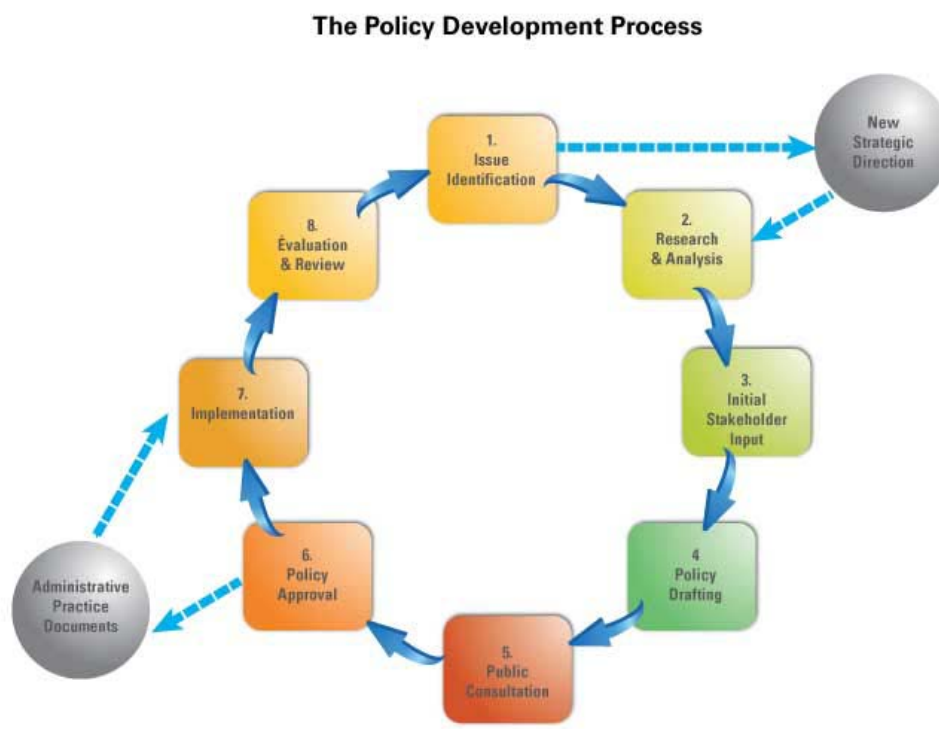 The Policy Development Process
1.
Issue
Identification
New
Strategic
Direction
2.
Research
& Analysis
3.
Initial
Stakeholder
Input
4
Policy
Drafting
5.
Public
Consultation
6.
Policy
Approval
Administrative
Practice
Documents
7.
Implementation
8.
Évaluation
& Review